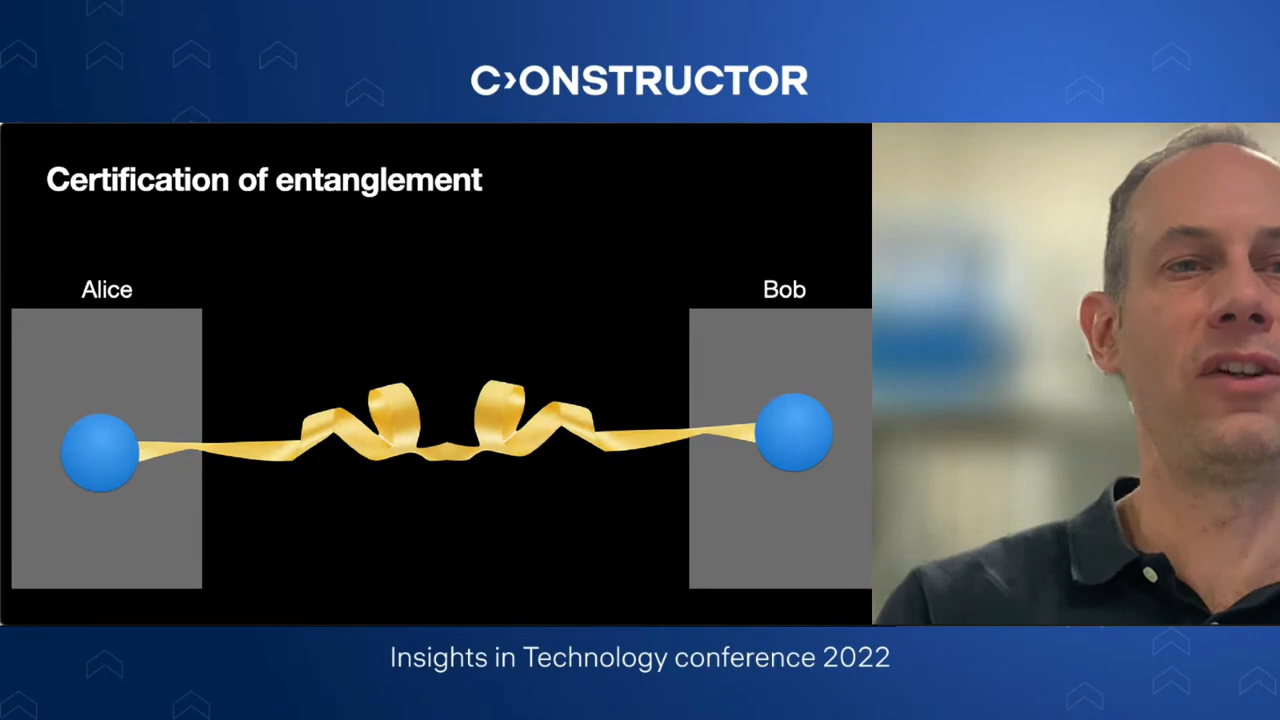 C›ONSTRUCTOR
Certification of entanglement
Alice
Bob
Insights in Technology conference 2022